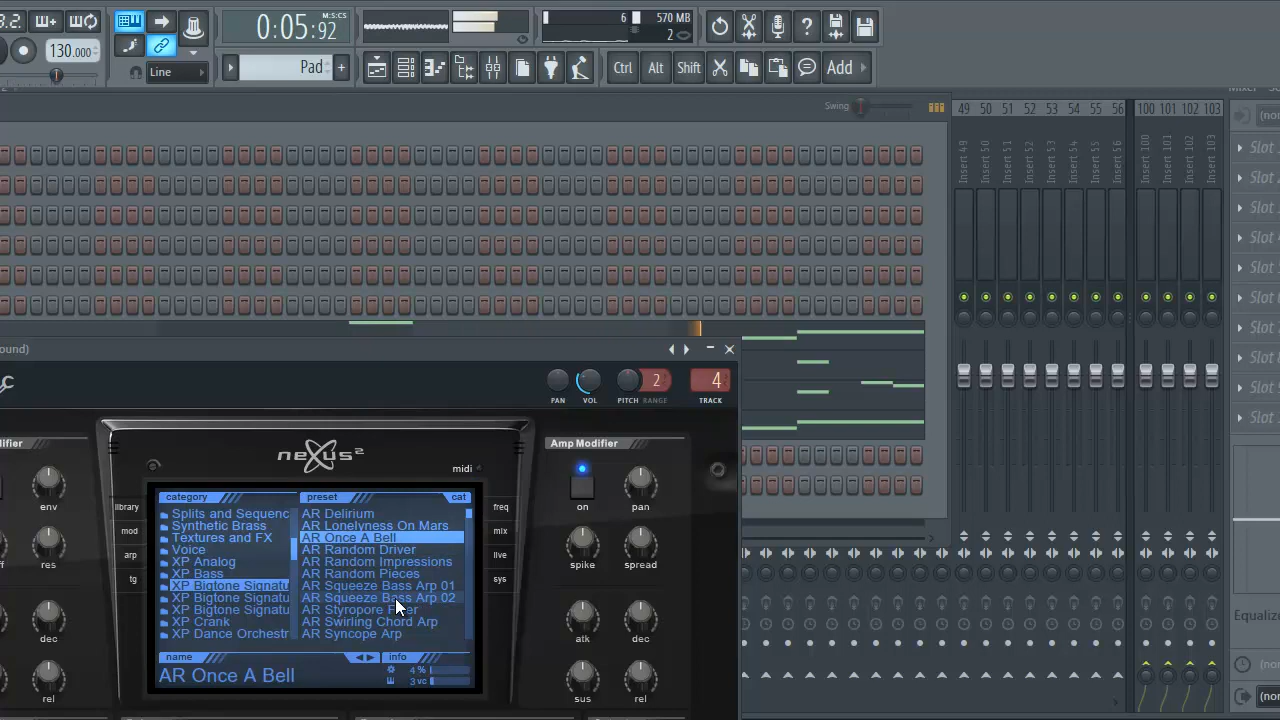 3.2.
0:05:92 M:S:CS
6 570 MB
2
130.000
Line
Pad
Ctrl Alt Shift Add
Swing
49 50 51 52 53 54 55 56 100 101 102 103
Insert 49 Insert 50 Insert 51 Insert 52 Insert 53 Insert 54 Insert 55 Insert 56 Insert 100 Insert 101 Insert 102 Insert 103
(no
Slot
Slot
Slot
Slot
Slot
Slot
Slot
Slot
Slot
Slot
ound)
2 4
PAN VOL PITCH RANGE TRACK
ifier
Amp Modifier
nexus²
midi
category preset cat
Splits and Sequenc AR Delirium
Synthetic Brass AR Lonelyness On Mars
Textures and FX AR Once A Bell
Voice AR Random Driver
XP Analog AR Random Impressions
XP Bass AR Random Pieces
XP Bigtone Signatu AR Squeeze Bass Arp 01
XP Bigtone Signatu AR Squeeze Bass Arp 02
XP Bigtone Signatu AR Styropore
XP Crank AR Swirling Chord Arp
XP Dance Orchestr AR Syncope Arp
name info
AR Once A Bell
4 %
3 vc
library
mod
arp
tg
freq
mix
live
sys
env
res
dec
rel
on pan
spike spread
atk dec
sus rel
Equaliz
(no
(no